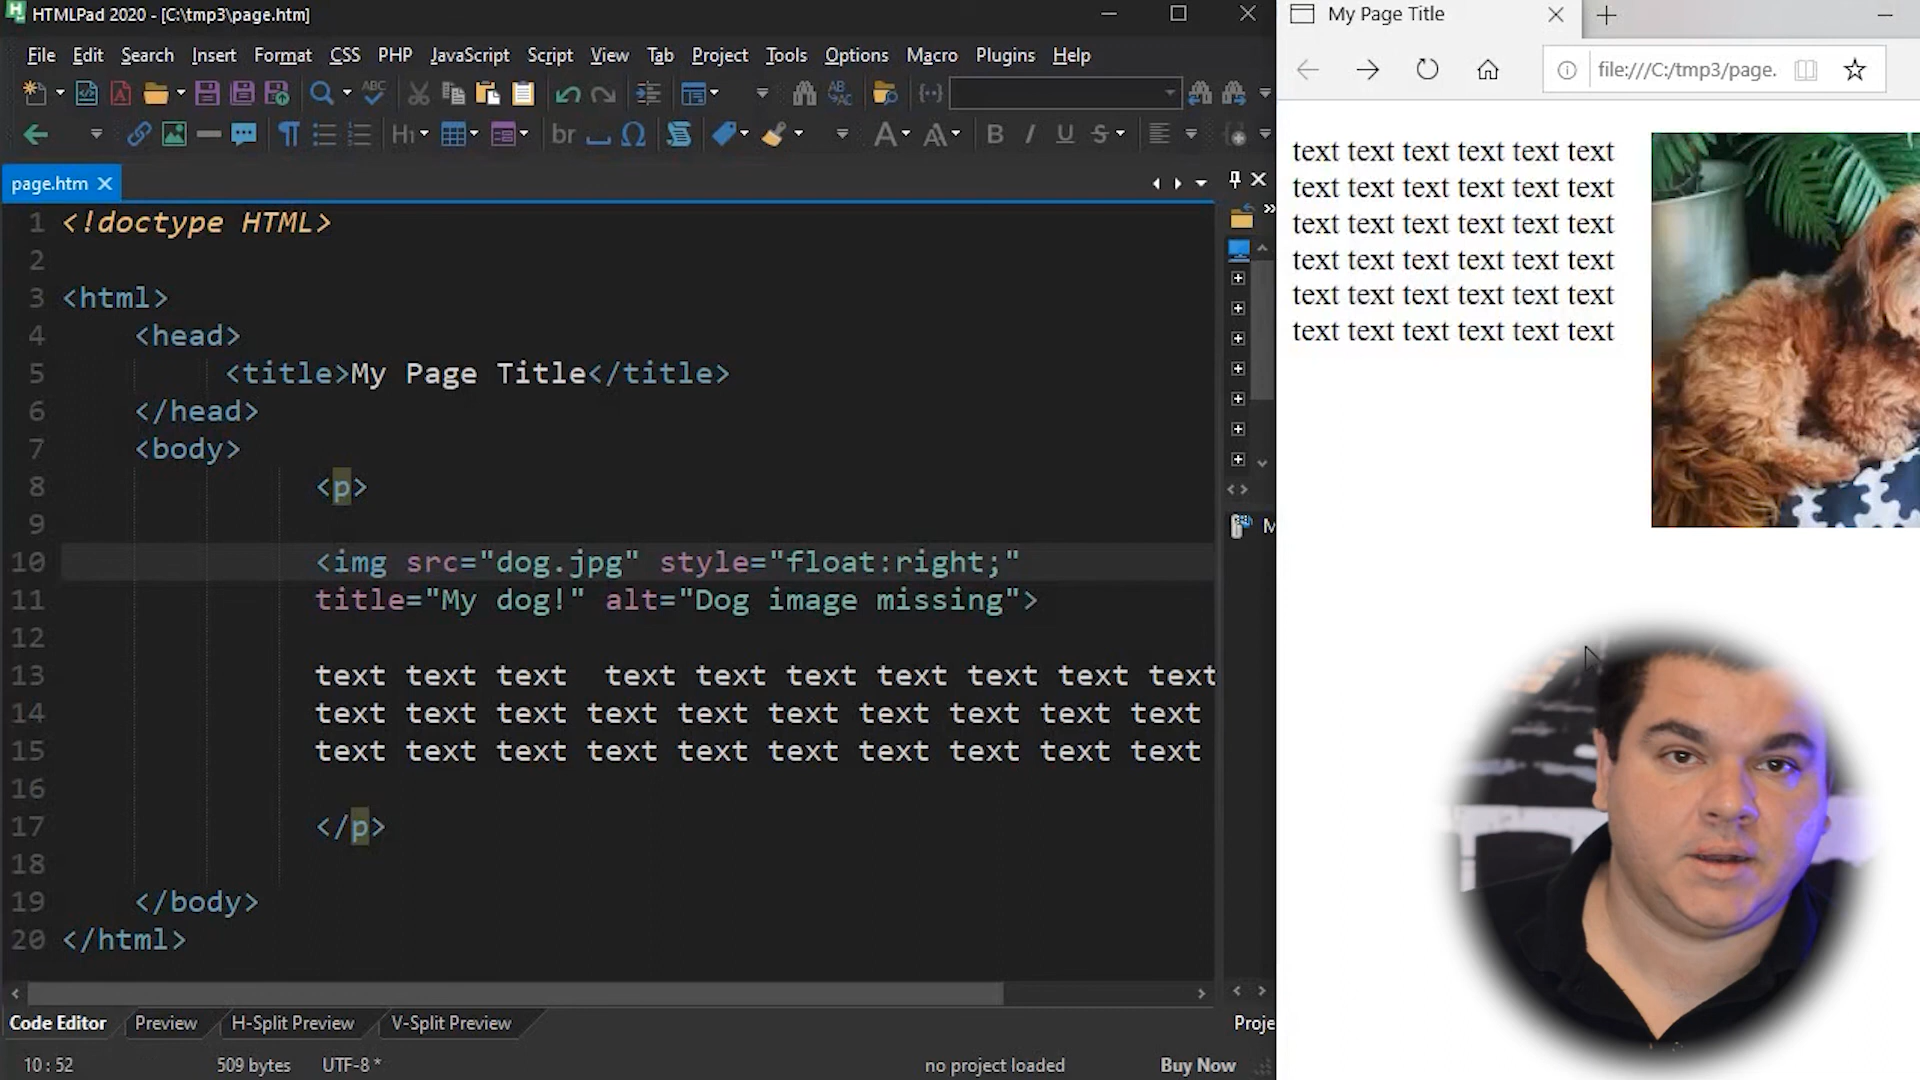 HTMLPad 2020 - [C:\tmp3\page.htm]
File Edit Search Insert Format CSS PHP JavaScript Script View Tab Project Tools Options Macro Plugins Help
ABC
H1 br A A B I U S
page.htm
1 <!doctype HTML>
2
3 <html>
4 <head>
5 <title>My Page Title</title>
6 </head>
7 <body>
8 <p>
9
10 <img src="dog.jpg" style="float:right;"
11 title="My dog!" alt="Dog image missing">
12
13 text text text  text text text text text text text
14 text text text text text text text text text text
15 text text text text text text text text text text
16
17 </p>
18
19 </body>
20 </html>
M
Code Editor Preview H-Split Preview V-Split Preview
Proje
10 : 52 509 bytes UTF-8 * no project loaded Buy Now
My Page Title
file:///C:/tmp3/page.
text text text text text text
text text text text text text
text text text text text text
text text text text text text
text text text text text text
text text text text text text